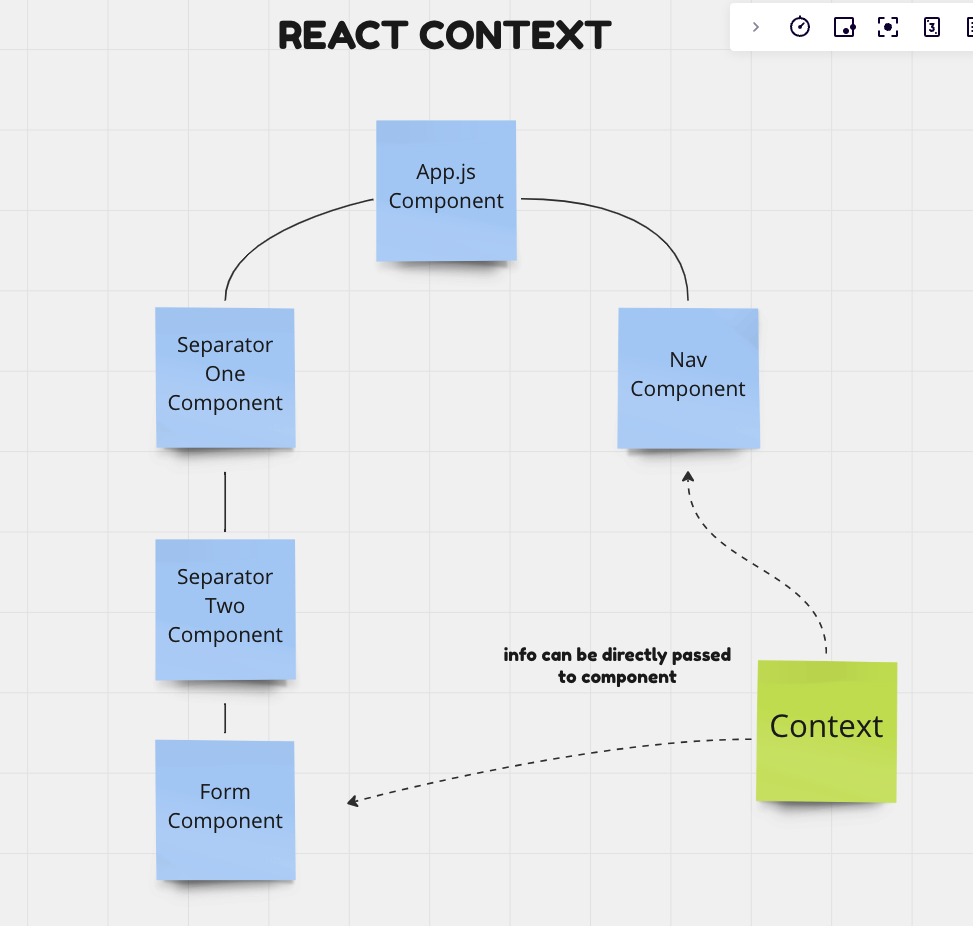 REACT CONTEXT
App.js
Component
Separator
One
Component
Nav
Component
Separator
Two
Component
info can be directly passed
to component
Context
Form
Component